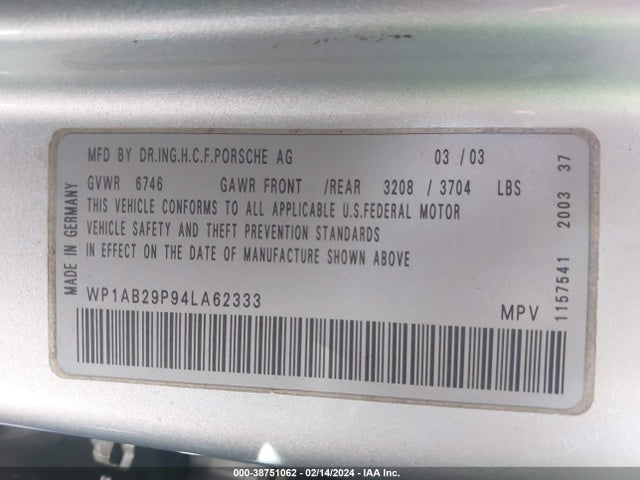 MFD BY DR.ING.H.C.F.PORSCHE AG 03 / 03
GVWR 6746 GAWR FRONT /REAR 3208 / 3704 LBS
THIS VEHICLE CONFORMS TO ALL APPLICABLE U.S.FEDERAL MOTOR
VEHICLE SAFETY AND THEFT PREVENTION STANDARDS
IN EFFECT ON THE DATE OF MANUFACTURE SHOWN ABOVE
WP1AB29P94LA62333
MPV
MADE IN GERMANY
1157541 2003 37
000-38751062 - 02/14/2024 - IAA Inc.